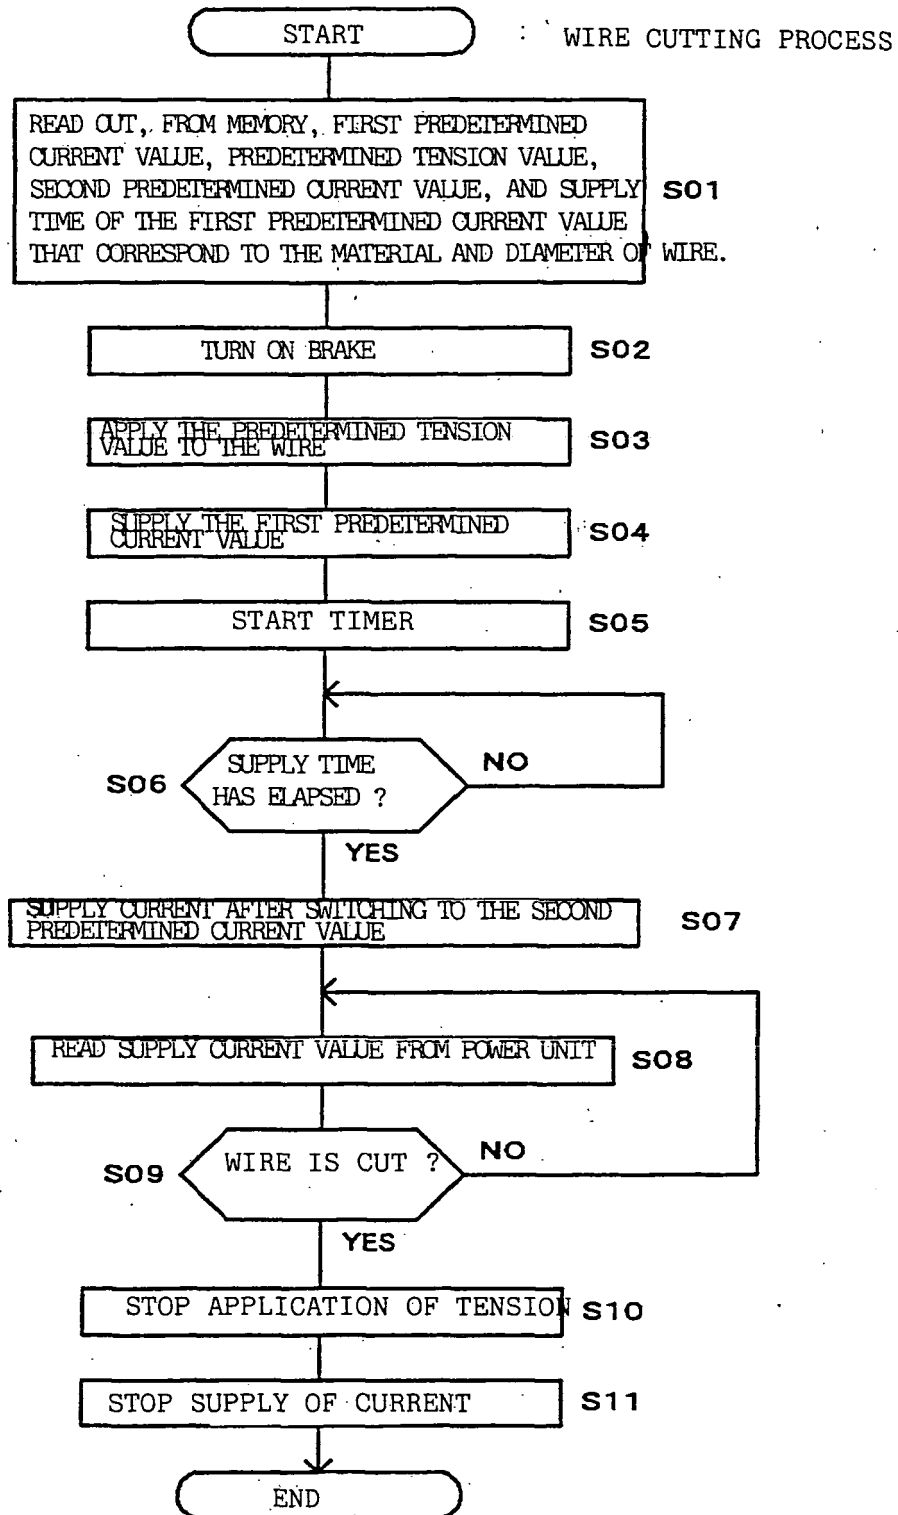 START
: WIRE CUTTING PROCESS
READ OUT, FROM MEMORY, FIRST PREDETERMINED
CURRENT VALUE, PREDETERMINED TENSION VALUE,
SECOND PREDETERMINED CURRENT VALUE, AND SUPPLY
TIME OF THE FIRST PREDETERMINED CURRENT VALUE
THAT CORRESPOND TO THE MATERIAL AND DIAMETER OF WIRE.
S01
TURN ON BRAKE
S02
APPLY THE PREDETERMINED TENSION
VALUE TO THE WIRE
S03
SUPPLY THE FIRST PREDETERMINED
CURRENT VALUE
S04
START TIMER
S05
S06
SUPPLY TIME
HAS ELAPSED ?
NO
YES
SUPPLY CURRENT AFTER SWITCHING TO THE SECOND
PREDETERMINED CURRENT VALUE
S07
READ SUPPLY CURRENT VALUE FROM POWER UNIT
S08
S09
WIRE IS CUT ?
NO
YES
STOP APPLICATION OF TENSION
S10
STOP SUPPLY OF CURRENT
S11
END